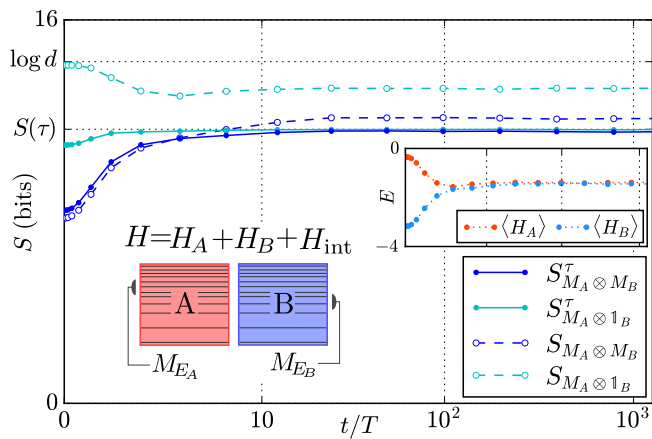 16
log d
S(τ)
S (bits)
0
0
10
10²
10³
t/T
H=H_A+H_B+H_int
A
B
M_{E_A}
M_{E_B}
0
E
−4
⟨H_A⟩ ⟨H_B⟩
S^τ_{M_A⊗M_B}
S^τ_{M_A⊗𝟙_B}
S_{M_A⊗M_B}
S_{M_A⊗𝟙_B}